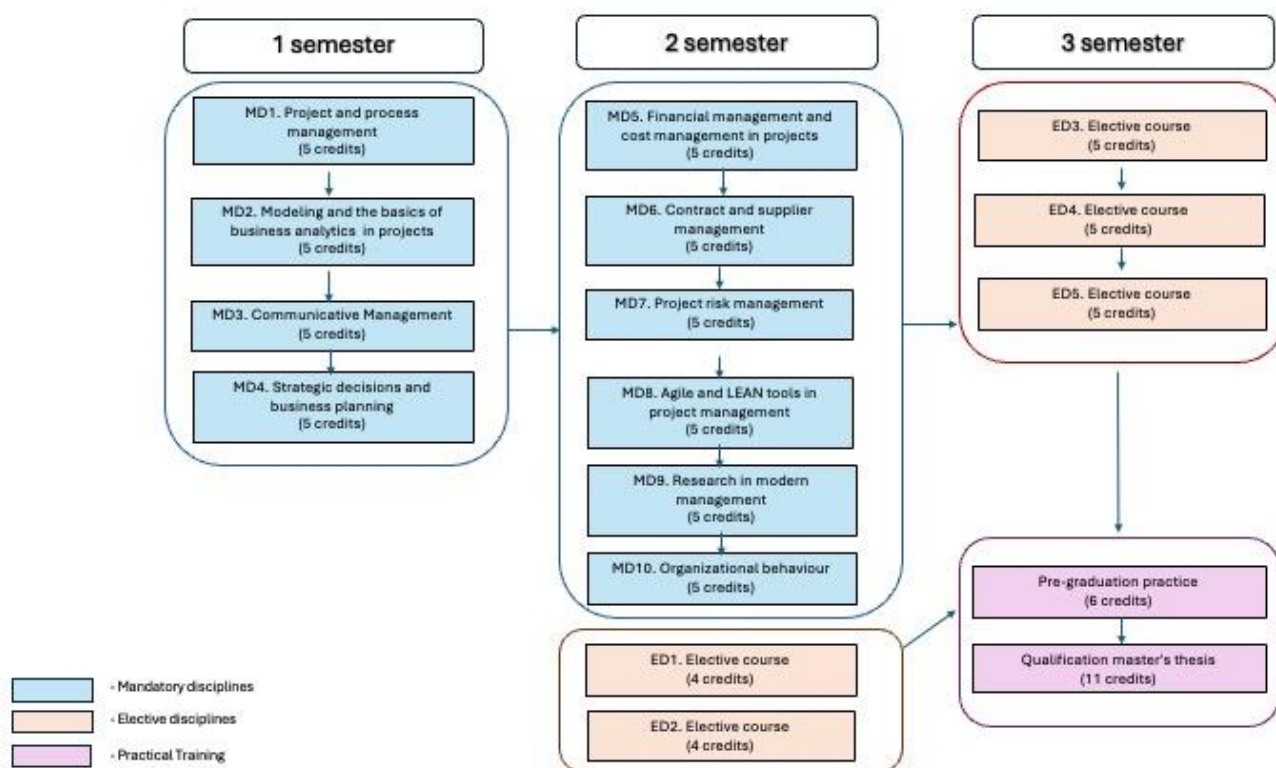 1 semester
MD1. Project and process
management
(5 credits)
MD2. Modeling and the basics of
business analytics in projects
(5 credits)
MD3. Communicative Management
(5 credits)
MD4. Strategic decisions and
business planning
(5 credits)
2 semester
MD5. Financial management and
cost management in projects
(5 credits)
MD6. Contract and supplier
management
(5 credits)
MD7. Project risk management
(5 credits)
MD8. Agile and LEAN tools in
project management
(5 credits)
MD9. Research in modern
management
(5 credits)
MD10. Organizational behaviour
(5 credits)
ED1. Elective course
(4 credits)
ED2. Elective course
(4 credits)
3 semester
ED3. Elective course
(5 credits)
ED4. Elective course
(5 credits)
ED5. Elective course
(5 credits)
Pre-graduation practice
(6 credits)
Qualification master's thesis
(11 credits)
- Mandatory disciplines
- Elective disciplines
- Practical Training